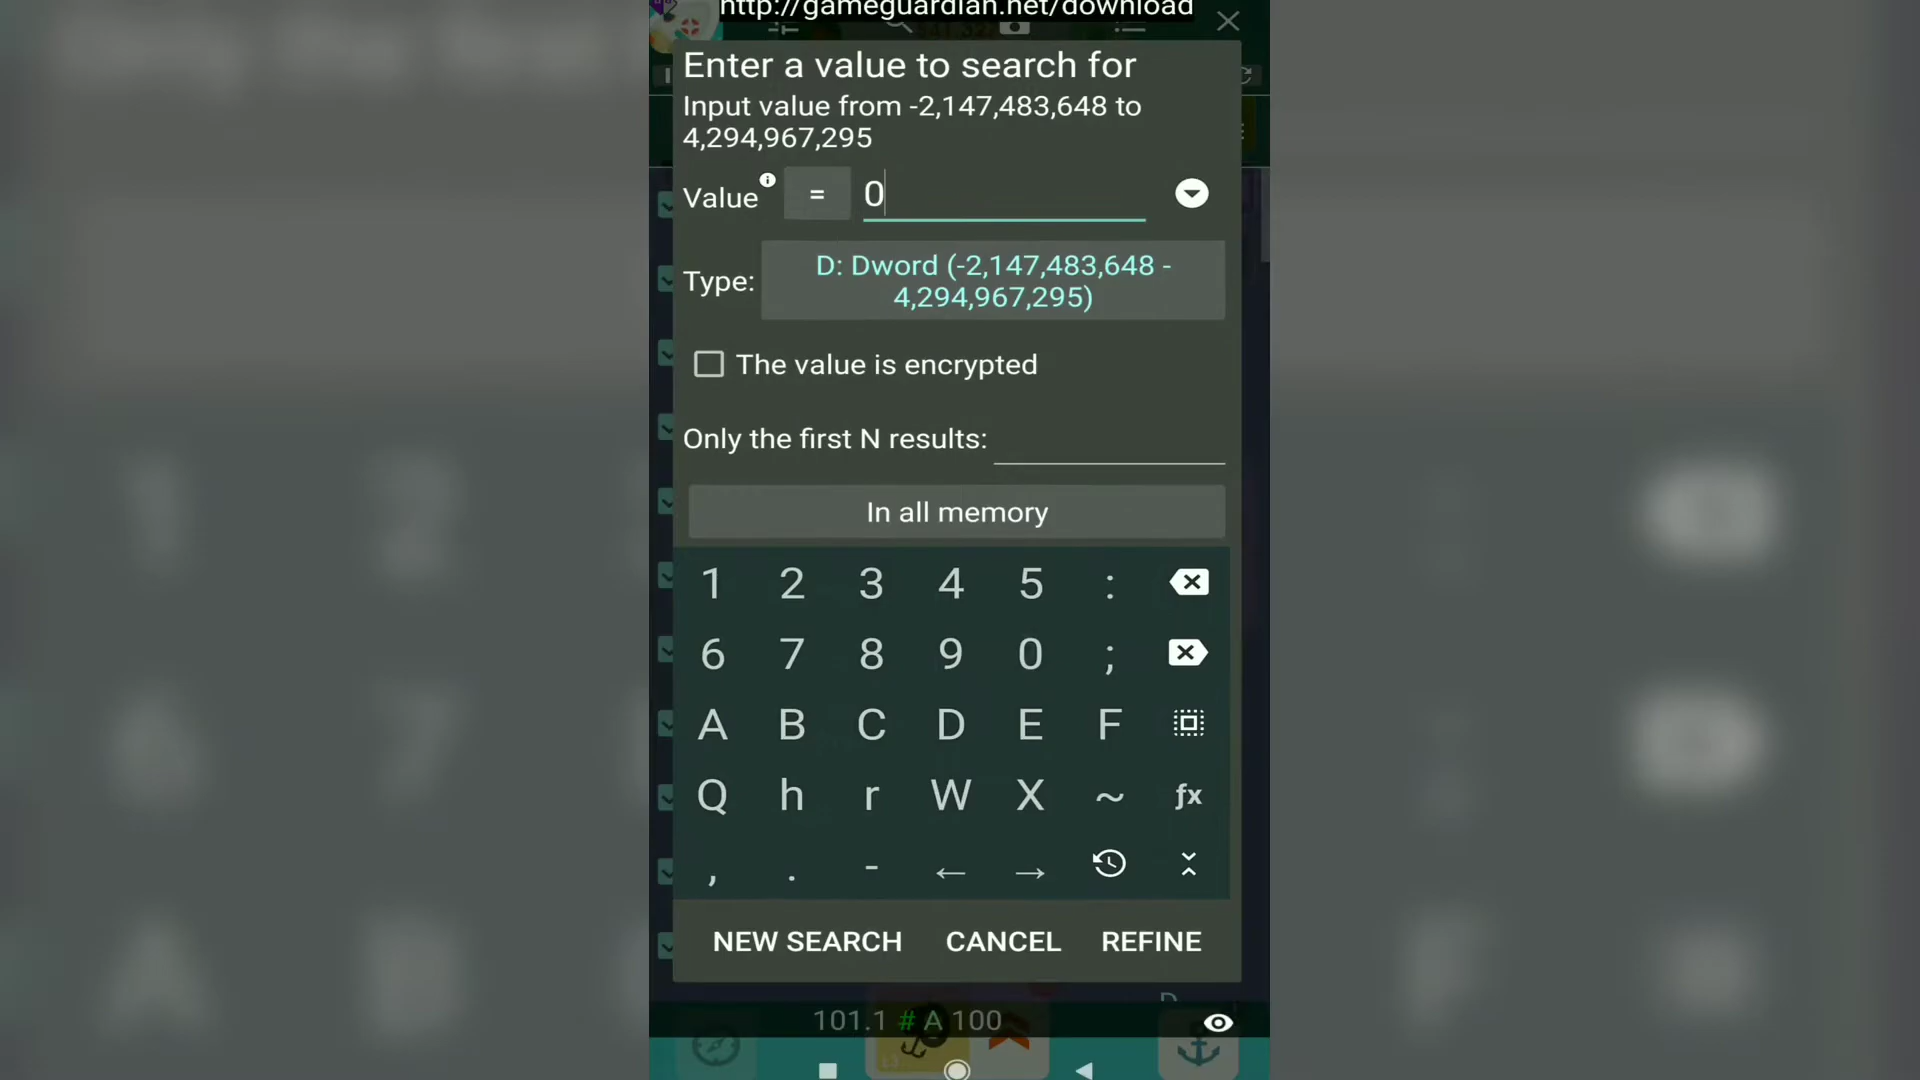 http://gameguardian.net/download
Enter a value to search for
Input value from -2,147,483,648 to
4,294,967,295
Value = 0
Type: D: Dword (-2,147,483,648 -
4,294,967,295)
The value is encrypted
Only the first N results:
In all memory
1 2 3 4 5 :
6 7 8 9 0 ;
A B C D E F
Q h r W X ~ ƒx
, . - ← →
NEW SEARCH CANCEL REFINE
101.1 # A 100